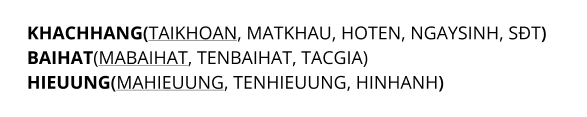 KHACHHANG(TAIKHOAN, MATKHAU, HOTEN, NGAYSINH, SĐT)
BAIHAT(MABAIHAT, TENBAIHAT, TACGIA)
HIEUUNG(MAHIEUUNG, TENHIEUUNG, HINHANH)